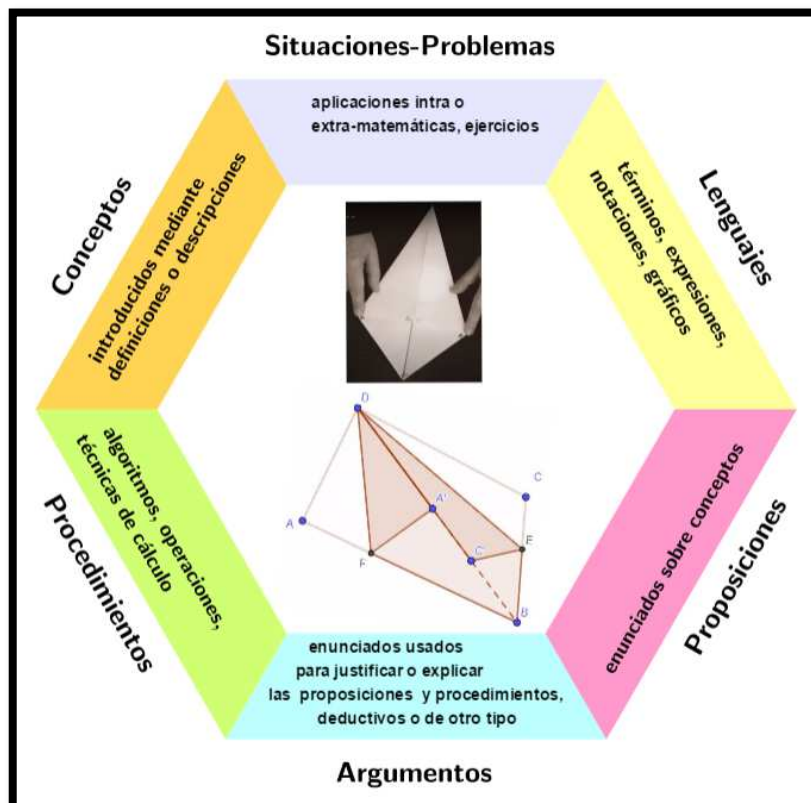 Situaciones-Problemas
aplicaciones intra o
extra-matemáticas, ejercicios
Conceptos
introducidos mediante
definiciones o descripciones
Lenguajes
términos, expresiones,
notaciones, gráficos
D
C
A'
A
C'
E
F
B
Procedimientos
algoritmos, operaciones,
técnicas de cálculo
Proposiciones
enunciados sobre conceptos
enunciados usados
para justificar o explicar
las proposiciones y procedimientos,
deductivos o de otro tipo
Argumentos